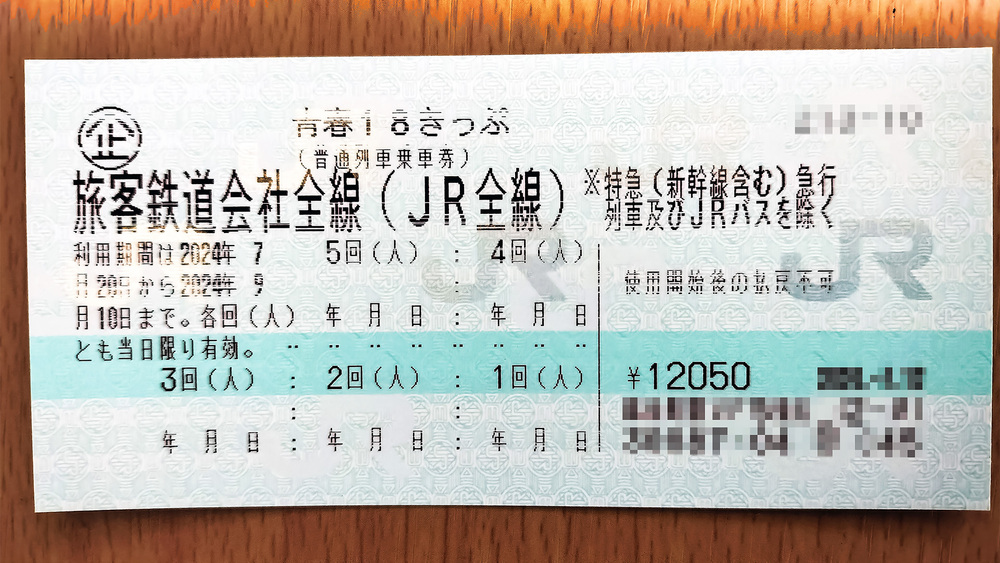 企
青春18きっぷ
(普通列車乗車券)
旅客鉄道会社全線(JR全線)
※特急(新幹線含む)急行
列車及びJRバスを除く
利用期間は2024年 7
月20日から2024年 9
月10日まで。各回(人)
とも当日限り有効。
5回(人) : 4回(人)
年 月 日 : 年 月 日
3回(人) : 2回(人) : 1回(人)
年 月 日 : 年 月 日 : 年 月 日
使用開始後の払戻不可
¥12050
JR
JR